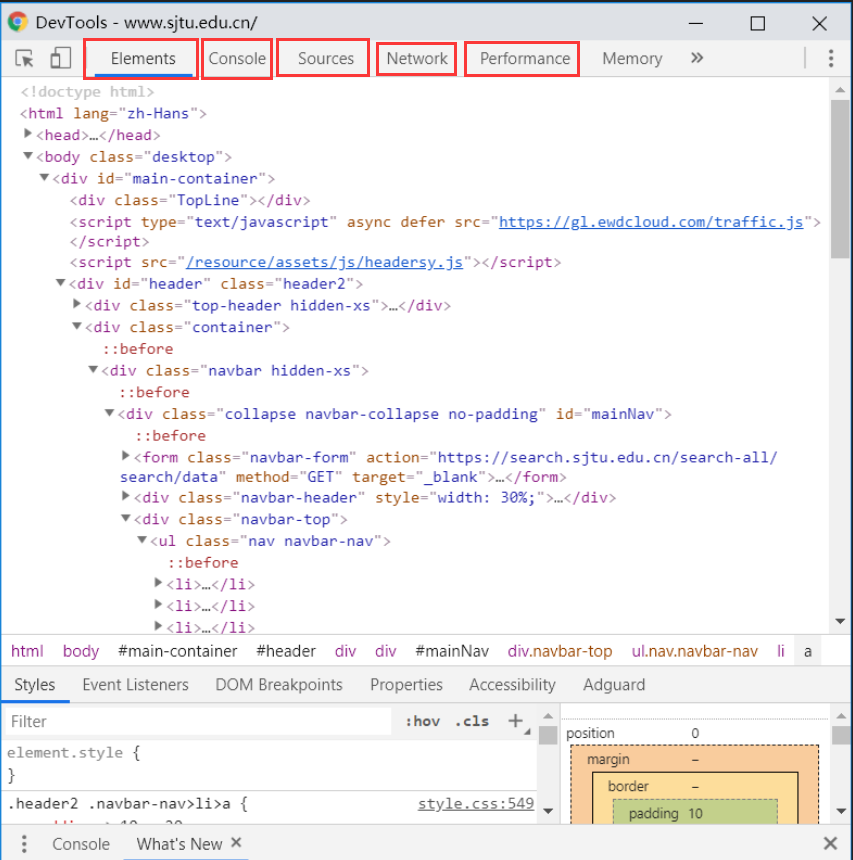 DevTools - www.sjtu.edu.cn/
Elements Console Sources Network Performance Memory »
<!doctype html>
<html lang="zh-Hans">
<head>…</head>
<body class="desktop">
<div id="main-container">
<div class="TopLine"></div>
<script type="text/javascript" async defer src="https://gl.ewdcloud.com/traffic.js">
</script>
<script src="/resource/assets/js/headersy.js"></script>
<div id="header" class="header2">
<div class="top-header hidden-xs">…</div>
<div class="container">
::before
<div class="navbar hidden-xs">
::before
<div class="collapse navbar-collapse no-padding" id="mainNav">
::before
<form class="navbar-form" action="https://search.sjtu.edu.cn/search-all/
search/data" method="GET" target="_blank">…</form>
<div class="navbar-header" style="width: 30%;">…</div>
<div class="navbar-top">
<ul class="nav navbar-nav">
::before
<li>…</li>
<li>…</li>
<li>…</li>
html body #main-container #header div div #mainNav div.navbar-top ul.nav.navbar-nav li a
Styles Event Listeners DOM Breakpoints Properties Accessibility Adguard
Filter :hov .cls +
element.style {
}
.header2 .navbar-nav>li>a { style.css:549
position 0
margin –
border –
padding 10
Console What's New ×